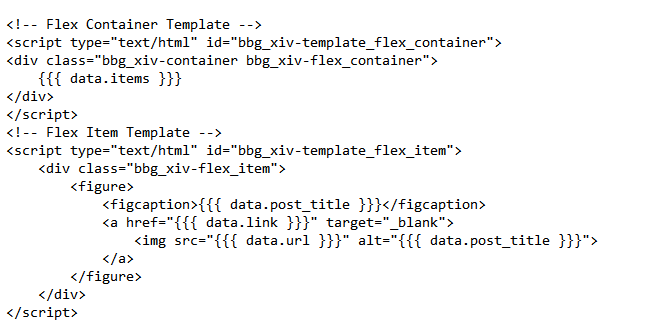 <!-- Flex Container Template -->
<script type="text/html" id="bbg_xiv-template_flex_container">
<div class="bbg_xiv-container bbg_xiv-flex_container">
    {{{ data.items }}}
</div>
</script>
<!-- Flex Item Template -->
<script type="text/html" id="bbg_xiv-template_flex_item">
    <div class="bbg_xiv-flex_item">
        <figure>
            <figcaption>{{{ data.post_title }}}</figcaption>
            <a href="{{{ data.link }}}" target="_blank">
                <img src="{{{ data.url }}}" alt="{{{ data.post_title }}}">
            </a>
        </figure>
    </div>
</script>